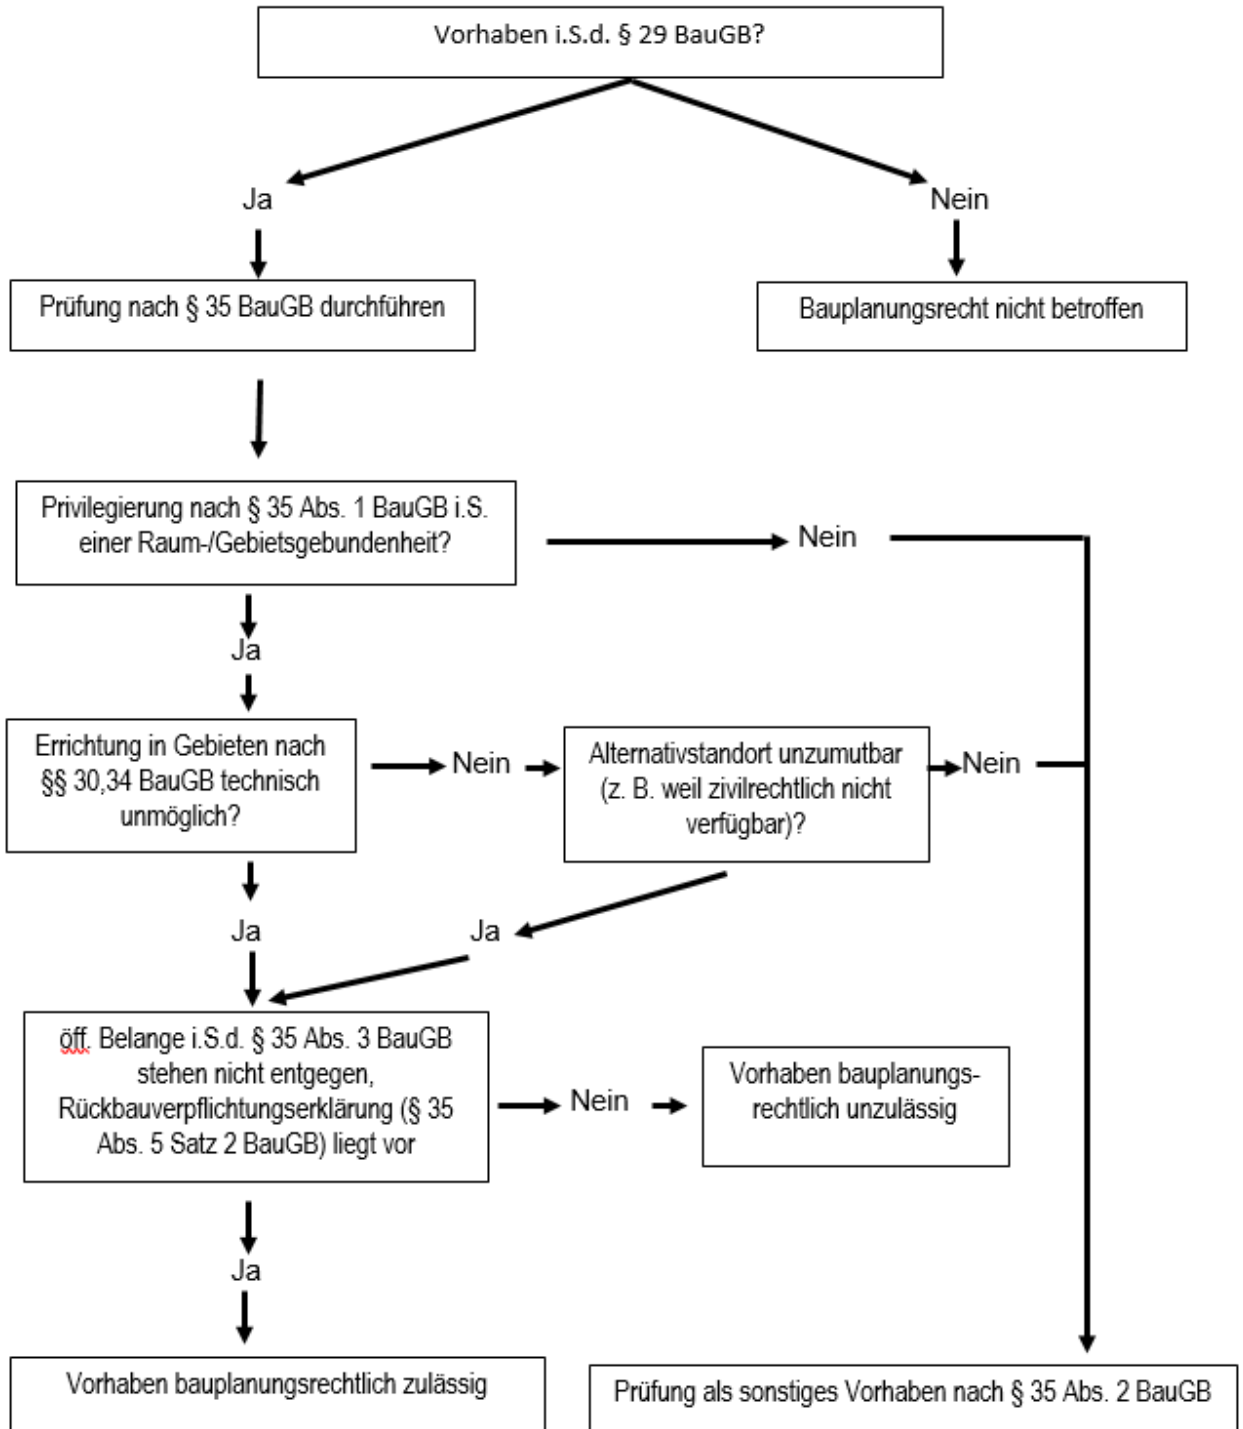 Vorhaben i.S.d. § 29 BauGB?
Ja
Nein
Prüfung nach § 35 BauGB durchführen
Bauplanungsrecht nicht betroffen
Privilegierung nach § 35 Abs. 1 BauGB i.S.
einer Raum-/Gebietsgebundenheit?
Nein
Ja
Errichtung in Gebieten nach
§§ 30,34 BauGB technisch
unmöglich?
Nein
Alternativstandort unzumutbar
(z. B. weil zivilrechtlich nicht
verfügbar)?
Nein
Ja
Ja
öff. Belange i.S.d. § 35 Abs. 3 BauGB
stehen nicht entgegen,
Rückbauverpflichtungserklärung (§ 35
Abs. 5 Satz 2 BauGB) liegt vor
Nein
Vorhaben bauplanungs-
rechtlich unzulässig
Ja
Vorhaben bauplanungsrechtlich zulässig
Prüfung als sonstiges Vorhaben nach § 35 Abs. 2 BauGB